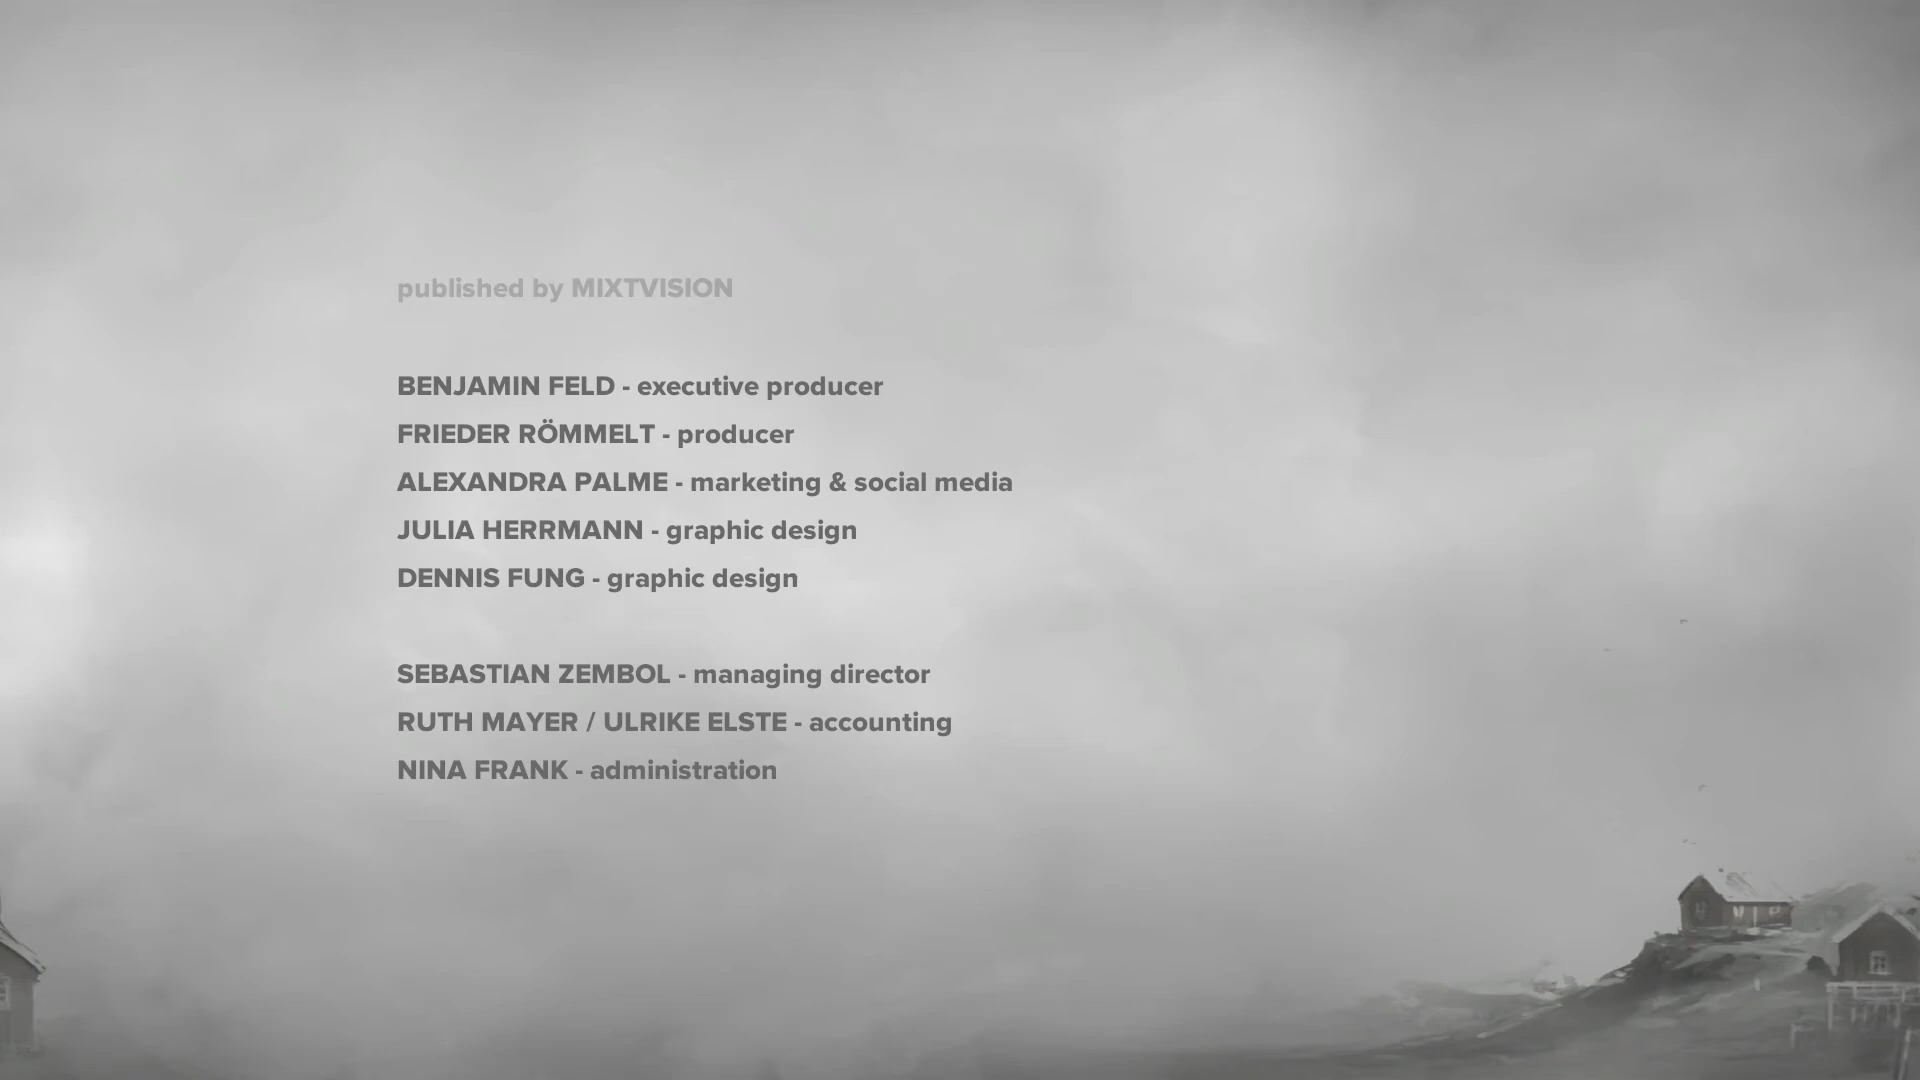 published by MIXTVISION
BENJAMIN FELD - executive producer
FRIEDER RÖMMELT - producer
ALEXANDRA PALME - marketing & social media
JULIA HERRMANN - graphic design
DENNIS FUNG - graphic design
SEBASTIAN ZEMBOL - managing director
RUTH MAYER / ULRIKE ELSTE - accounting
NINA FRANK - administration